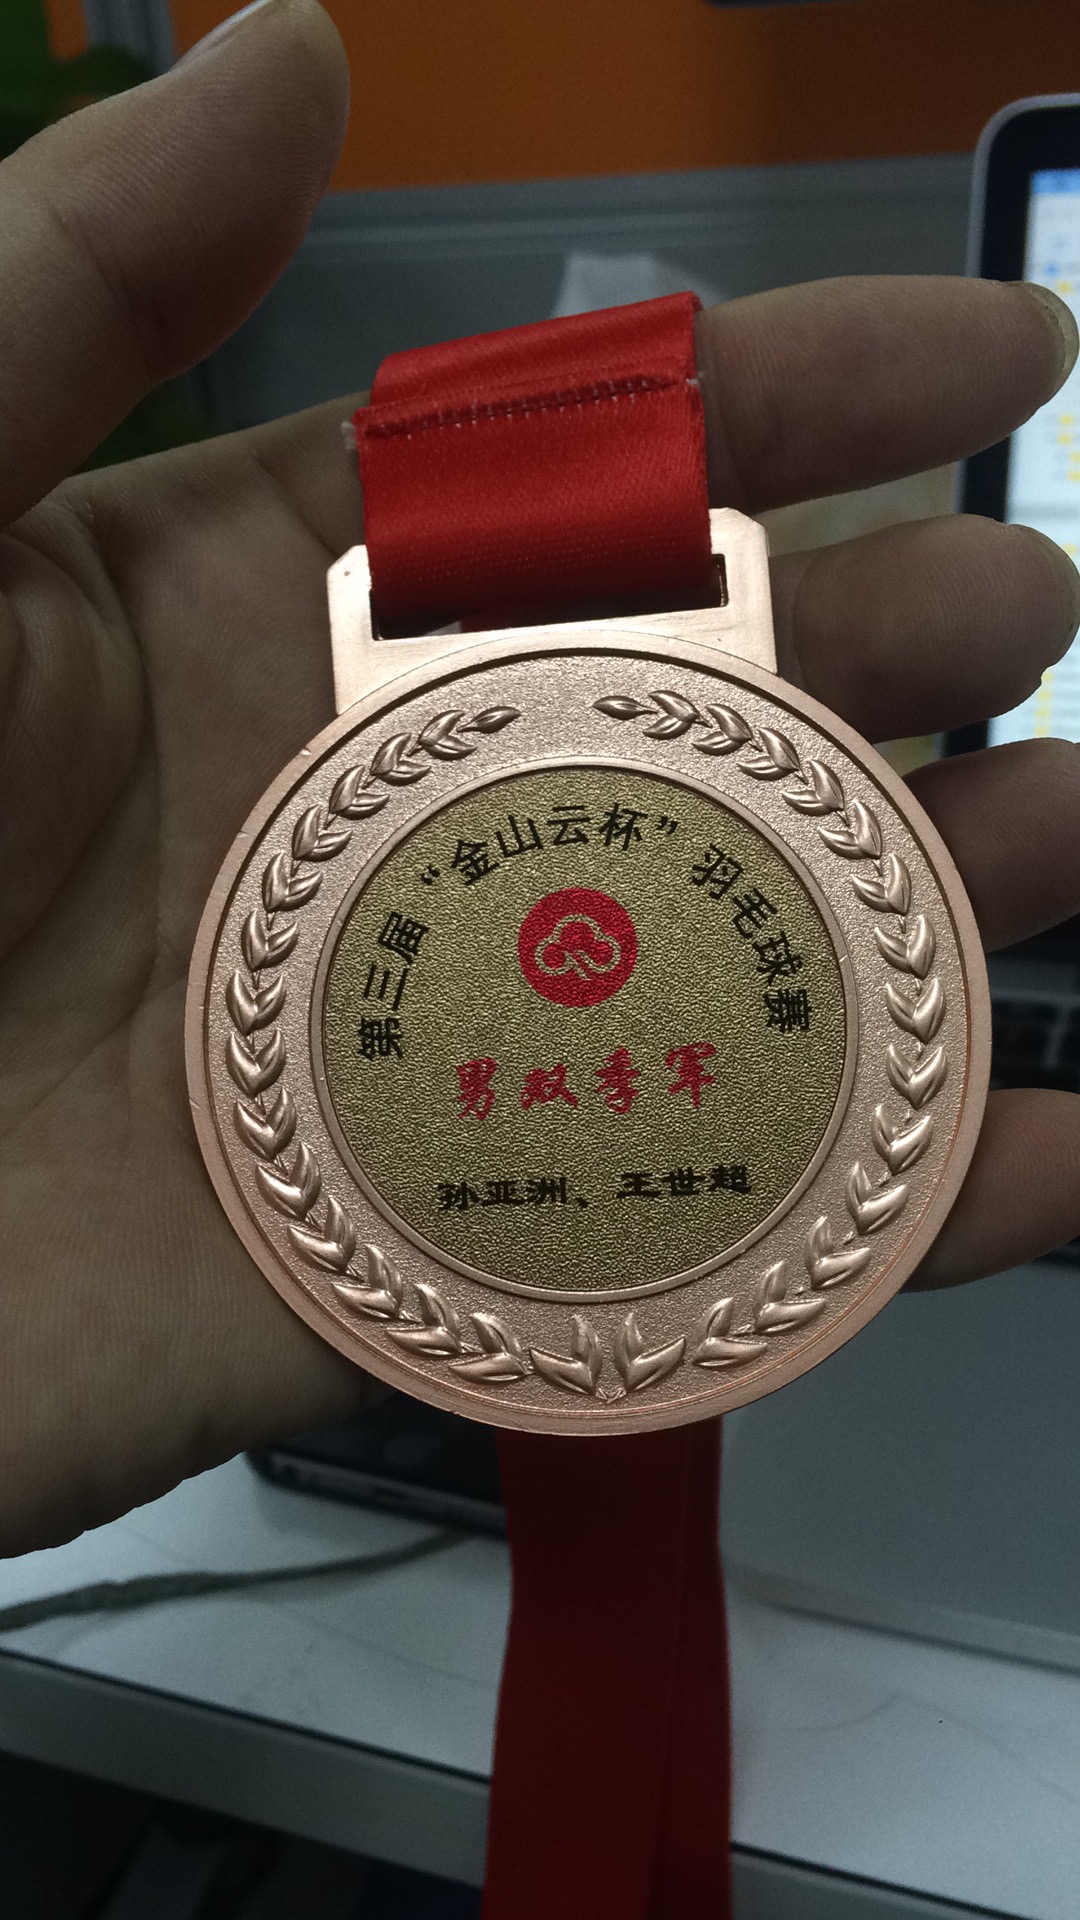 第三届“金山云杯”羽毛球赛
男双季军
孙亚洲、王世超